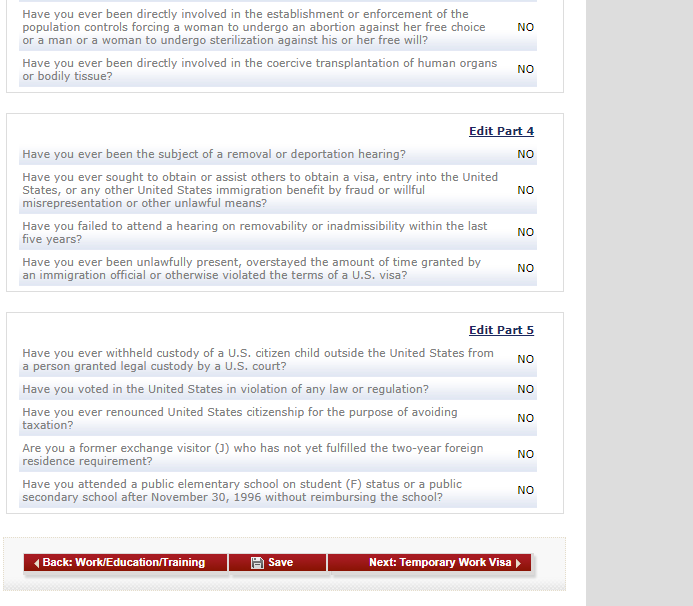 Have you ever been directly involved in the establishment or enforcement of the
population controls forcing a woman to undergo an abortion against her free choice NO
or a man or a woman to undergo sterilization against his or her free will?
Have you ever been directly involved in the coercive transplantation of human organs NO
or bodily tissue?
Edit Part 4
Have you ever been the subject of a removal or deportation hearing? NO
Have you ever sought to obtain or assist others to obtain a visa, entry into the United
States, or any other United States immigration benefit by fraud or willful NO
misrepresentation or other unlawful means?
Have you failed to attend a hearing on removability or inadmissibility within the last NO
five years?
Have you ever been unlawfully present, overstayed the amount of time granted by NO
an immigration official or otherwise violated the terms of a U.S. visa?
Edit Part 5
Have you ever withheld custody of a U.S. citizen child outside the United States from NO
a person granted legal custody by a U.S. court?
Have you voted in the United States in violation of any law or regulation? NO
Have you ever renounced United States citizenship for the purpose of avoiding NO
taxation?
Are you a former exchange visitor (J) who has not yet fulfilled the two-year foreign NO
residence requirement?
Have you attended a public elementary school on student (F) status or a public NO
secondary school after November 30, 1996 without reimbursing the school?
Back: Work/Education/Training Save Next: Temporary Work Visa